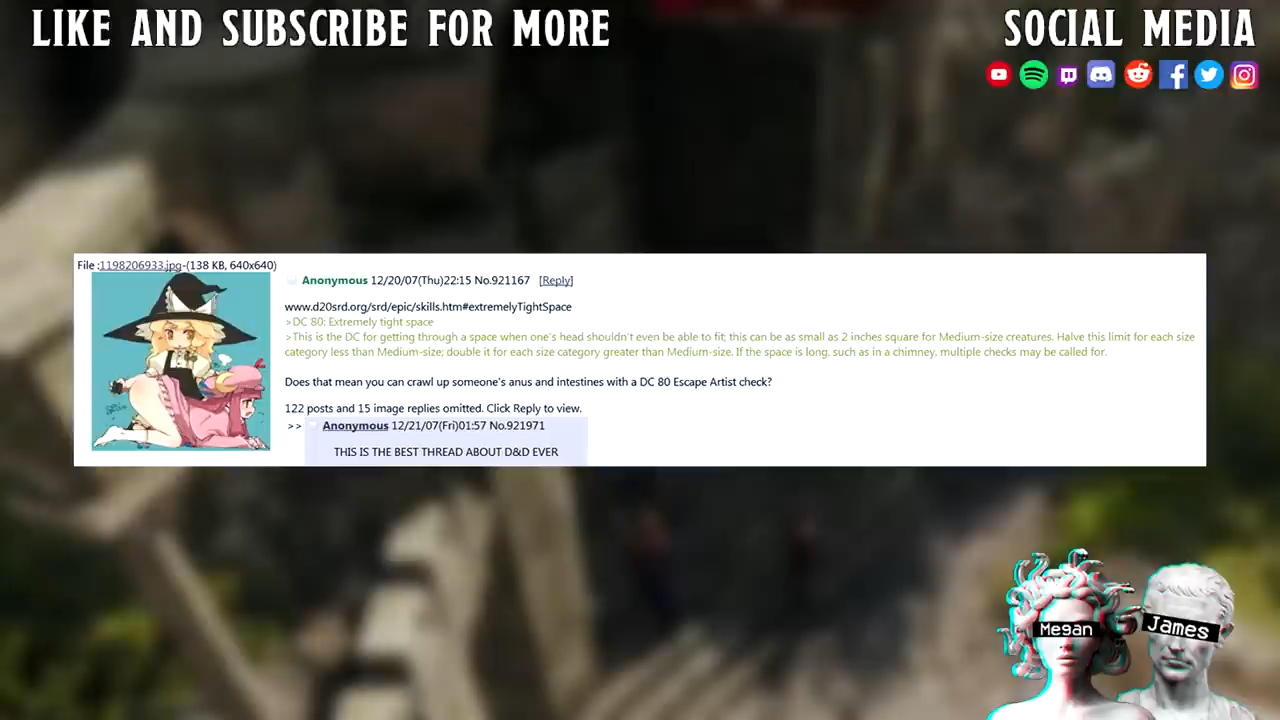 LIKE AND SUBSCRIBE FOR MORE
SOCIAL MEDIA
File :1198206933.jpg-(138 KB, 640x640)
Anonymous 12/20/07(Thu)22:15 No.921167 [Reply]
www.d20srd.org/srd/epic/skills.htm#extremelyTightSpace
>DC 80: Extremely tight space
>This is the DC for getting through a space when one's head shouldn't even be able to fit; this can be as small as 2 inches square for Medium-size creatures. Halve this limit for each size
category less than Medium-size; double it for each size category greater than Medium-size. If the space is long, such as in a chimney, multiple checks may be called for.
Does that mean you can crawl up someone's anus and intestines with a DC 80 Escape Artist check?
122 posts and 15 image replies omitted. Click Reply to view.
>> Anonymous 12/21/07(Fri)01:57 No.921971
THIS IS THE BEST THREAD ABOUT D&D EVER
Megan
James